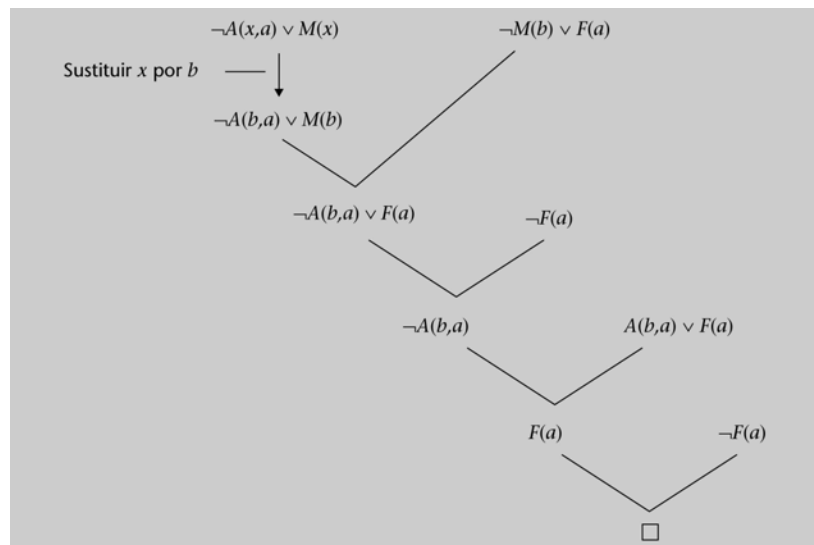 ¬A(x,a) ∨ M(x) ¬M(b) ∨ F(a)
Sustituir x por b
¬A(b,a) ∨ M(b)
¬A(b,a) ∨ F(a) ¬F(a)
¬A(b,a) A(b,a) ∨ F(a)
F(a) ¬F(a)
□